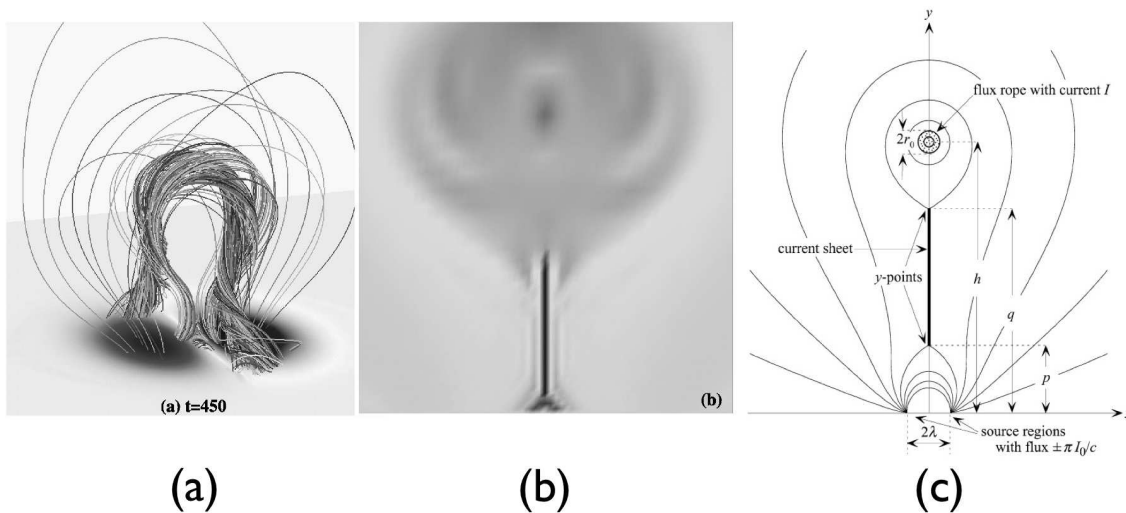 (a) t=450
(a)
(b)
(b)
y
flux rope with current I
2r₀
current sheet
y-points
h
q
p
2λ
source regions
with flux ±πI₀/c
(c)